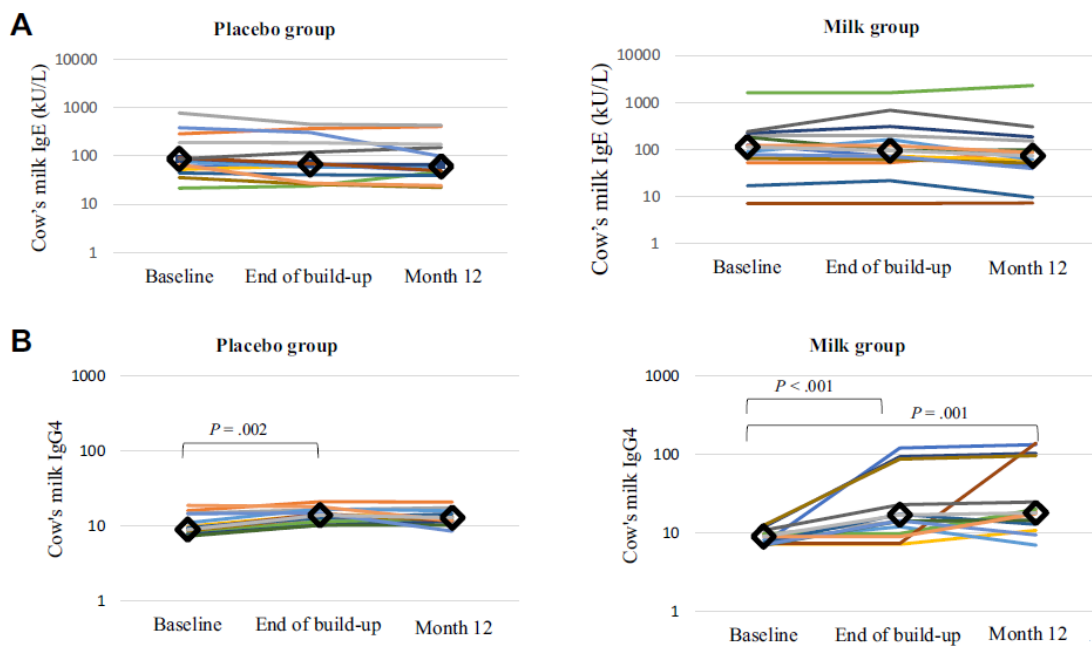 A
Placebo group
Cow's milk IgE (kU/L)
10000
1000
100
10
1
Baseline
End of build-up
Month 12
Milk group
Cow's milk IgE (kU/L)
10000
1000
100
10
1
Baseline
End of build-up
Month 12
B
Placebo group
Cow's milk IgG4
1000
100
10
1
P = .002
Baseline
End of build-up
Month 12
Milk group
Cow's milk IgG4
1000
100
10
1
P < .001
P = .001
Baseline
End of build-up
Month 12